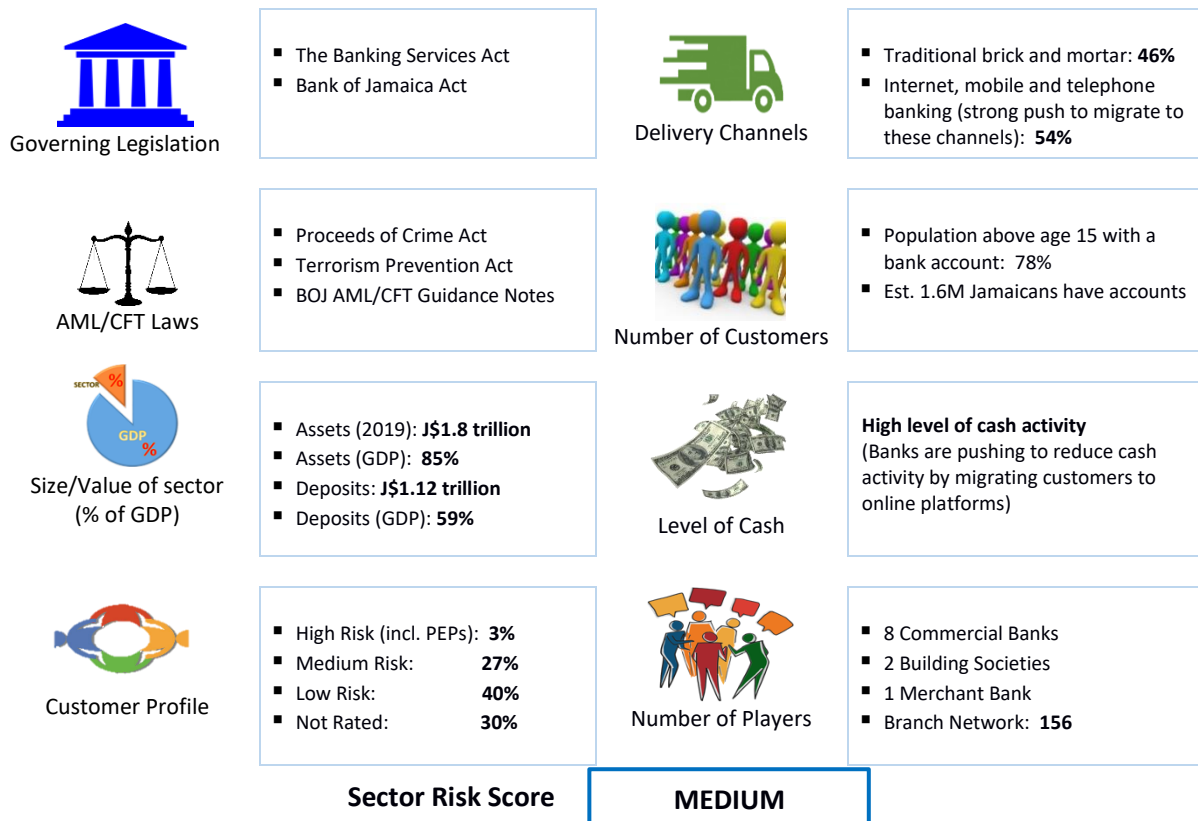 Governing Legislation
▪ The Banking Services Act
▪ Bank of Jamaica Act
Delivery Channels
▪ Traditional brick and mortar: 46%
▪ Internet, mobile and telephone
banking (strong push to migrate to
these channels): 54%
AML/CFT Laws
▪ Proceeds of Crime Act
▪ Terrorism Prevention Act
▪ BOJ AML/CFT Guidance Notes
Number of Customers
▪ Population above age 15 with a
bank account: 78%
▪ Est. 1.6M Jamaicans have accounts
SECTOR %
GDP
%
Size/Value of sector
(% of GDP)
▪ Assets (2019): J$1.8 trillion
▪ Assets (GDP): 85%
▪ Deposits: J$1.12 trillion
▪ Deposits (GDP): 59%
Level of Cash
High level of cash activity
(Banks are pushing to reduce cash
activity by migrating customers to
online platforms)
Customer Profile
▪ High Risk (incl. PEPs): 3%
▪ Medium Risk: 27%
▪ Low Risk: 40%
▪ Not Rated: 30%
Number of Players
▪ 8 Commercial Banks
▪ 2 Building Societies
▪ 1 Merchant Bank
▪ Branch Network: 156
Sector Risk Score
MEDIUM